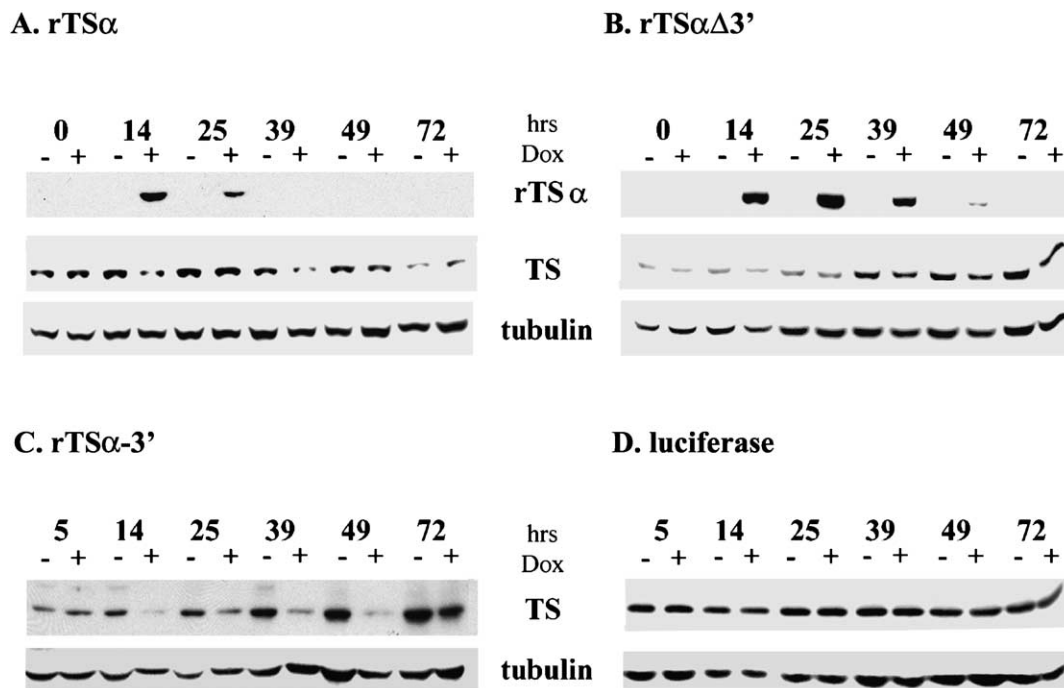 A. rTSα
0 14 25 39 49 72
- + - + - + - + - + - +
B. rTSαΔ3’
hrs
Dox
0 14 25 39 49 72
- + - + - + - + - + - +
rTS α
TS
tubulin
C. rTSα-3’
5 14 25 39 49 72
- + - + - + - + - + - +
D. luciferase
hrs
Dox
5 14 25 39 49 72
- + - + - + - + - + - +
TS
tubulin